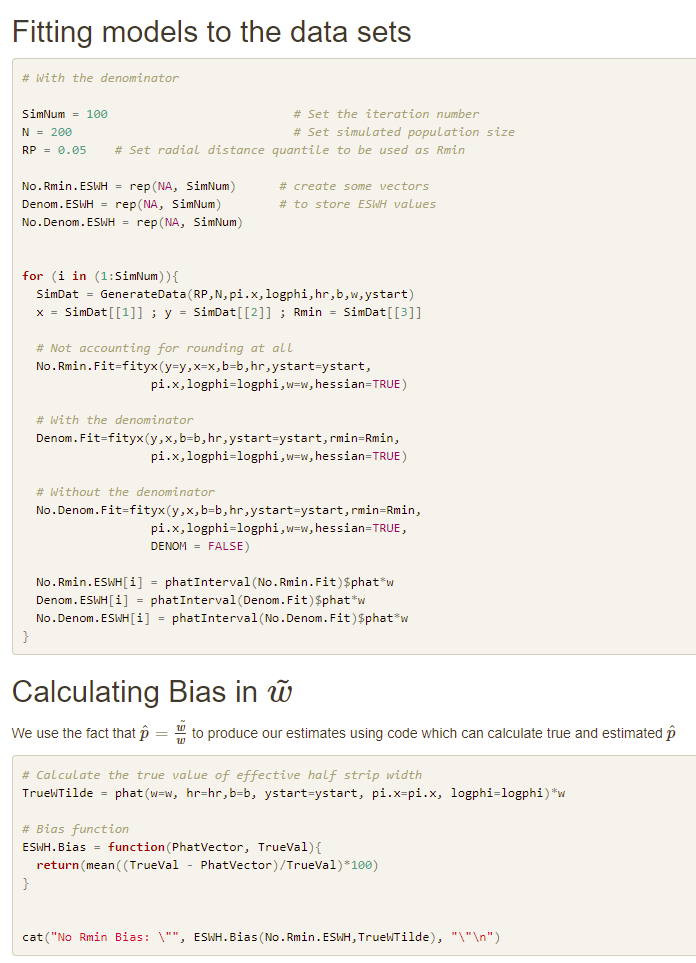 Fitting models to the data sets
# With the denominator
SimNum = 100 # Set the iteration number
N = 200 # Set simulated population size
RP = 0.05 # Set radial distance quantile to be used as Rmin
No.Rmin.ESWH = rep(NA, SimNum) # create some vectors
Denom.ESWH = rep(NA, SimNum) # to store ESWH values
No.Denom.ESWH = rep(NA, SimNum)
for (i in (1:SimNum)){
SimDat = GenerateData(RP,N,pi.x,logphi,hr,b,w,ystart)
x = SimDat[[1]] ; y = SimDat[[2]] ; Rmin = SimDat[[3]]
# Not accounting for rounding at all
No.Rmin.Fit=fityx(y=y,x=x,b=b,hr,ystart=ystart,
pi.x,logphi=logphi,w=w,hessian=TRUE)
# With the denominator
Denom.Fit=fityx(y,x,b=b,hr,ystart=ystart,rmin=Rmin,
pi.x,logphi=logphi,w=w,hessian=TRUE)
# Without the denominator
No.Denom.Fit=fityx(y,x,b=b,hr,ystart=ystart,rmin=Rmin,
pi.x,logphi=logphi,w=w,hessian=TRUE,
DENOM = FALSE)
No.Rmin.ESWH[i] = phatInterval(No.Rmin.Fit)$phat*w
Denom.ESWH[i] = phatInterval(Denom.Fit)$phat*w
No.Denom.ESWH[i] = phatInterval(No.Denom.Fit)$phat*w
}
Calculating Bias in w̃
We use the fact that p̂ = w̃/w to produce our estimates using code which can calculate true and estimated p̂
# Calculate the true value of effective half strip width
TrueWTilde = phat(w=w, hr=hr,b=b, ystart=ystart, pi.x=pi.x, logphi=logphi)*w
# Bias function
ESWH.Bias = function(PhatVector, TrueVal){
return(mean((TrueVal - PhatVector)/TrueVal)*100)
}
cat("No Rmin Bias: \"", ESWH.Bias(No.Rmin.ESWH,TrueWTilde), "\"\n")